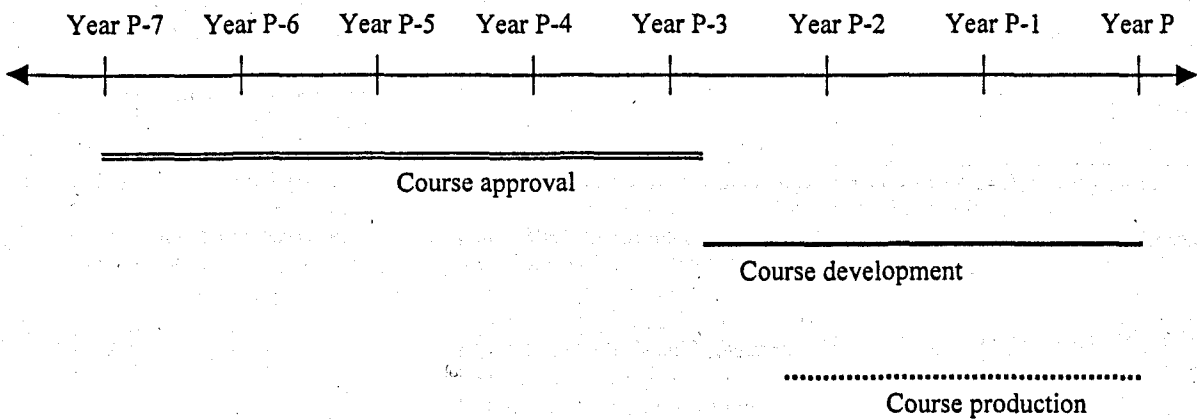 Year P-7 Year P-6 Year P-5 Year P-4 Year P-3 Year P-2 Year P-1 Year P
Course approval
Course development
Course production